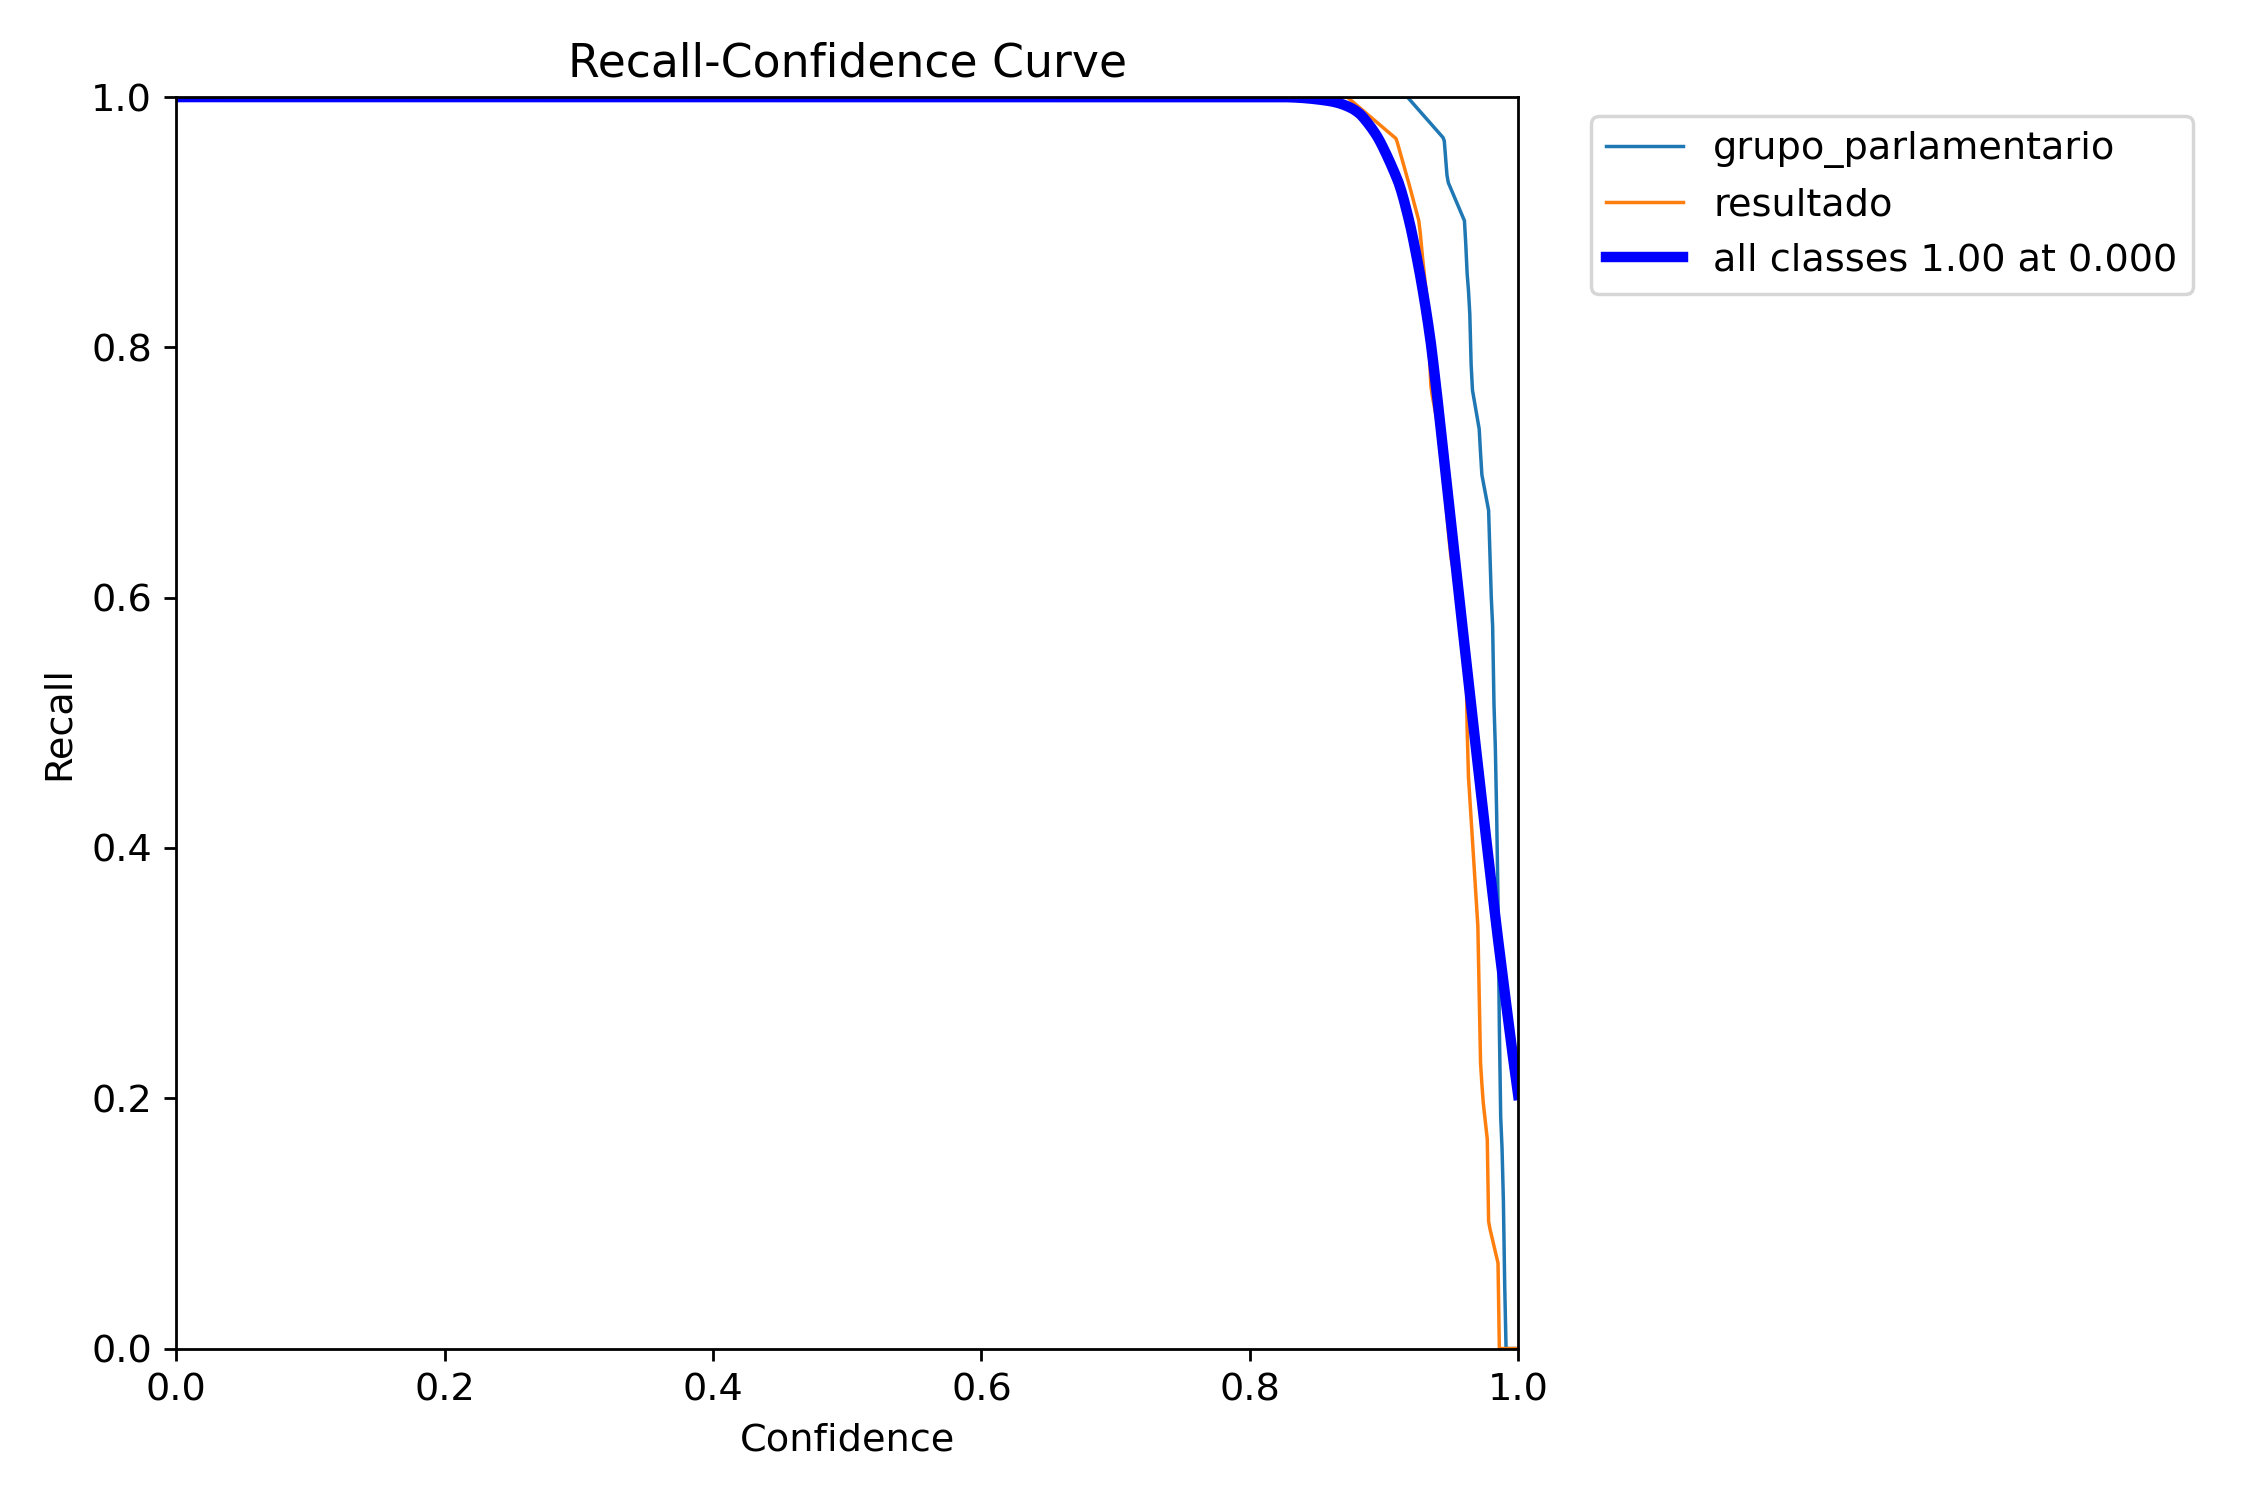 Recall-Confidence Curve
1.0
0.8
0.6
0.4
0.2
0.0
Recall
0.0 0.2 0.4 0.6 0.8 1.0
Confidence
grupo_parlamentario
resultado
all classes 1.00 at 0.000